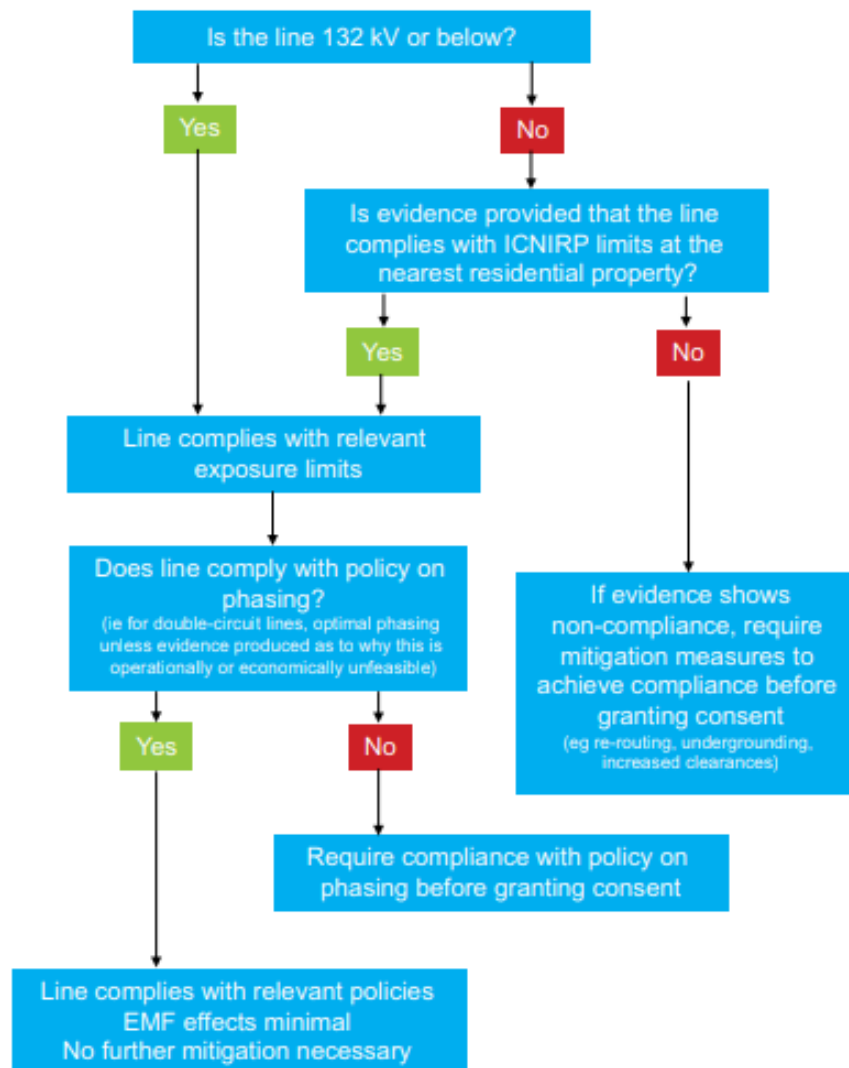 Is the line 132 kV or below?
Yes
No
Is evidence provided that the line
complies with ICNIRP limits at the
nearest residential property?
Yes
No
Line complies with relevant
exposure limits
Does line comply with policy on
phasing?
(ie for double-circuit lines, optimal phasing
unless evidence produced as to why this is
operationally or economically unfeasible)
If evidence shows
non-compliance, require
mitigation measures to
achieve compliance before
granting consent
(eg re-routing, undergrounding,
increased clearances)
Yes
No
Require compliance with policy on
phasing before granting consent
Line complies with relevant policies
EMF effects minimal
No further mitigation necessary